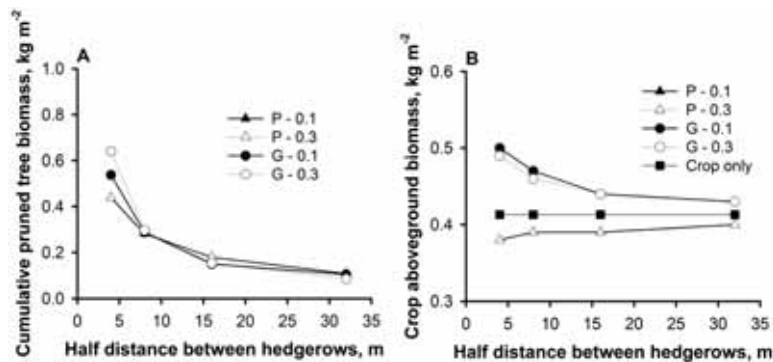 A
Cumulative pruned tree biomass, kg m-2
1.0
0.8
0.6
0.4
0.2
0.0
P - 0.1
P - 0.3
G - 0.1
G - 0.3
0 5 10 15 20 25 30 35
Half distance between hedgerows, m
B
Crop aboveground biomass, kg m-2
0.6
0.5
0.4
0.3
P - 0.1
P - 0.3
G - 0.1
G - 0.3
Crop only
0 5 10 15 20 25 30 35
Half distance between hedgerows, m